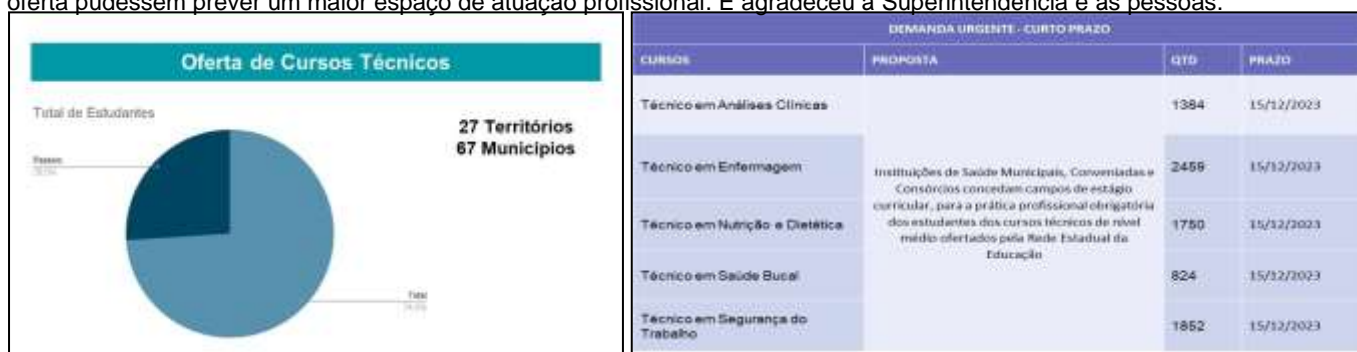 oferta pudessem prever um maior espaço de atuação profissional. E agradeceu a Superintendência e as pessoas.
Oferta de Cursos Técnicos
Total de Estudantes
27 Territórios
67 Municípios
Total
DEMANDA URGENTE - CURTO PRAZO
CURSOS PROPOSTA QTD PRAZO
Técnico em Análises Clínicas 1384 15/12/2023
Técnico em Enfermagem 2459 15/12/2023
Instituições de Saúde Municipais, Conveniadas e
Consórcios concedam campos de estágio
curricular, para a prática profissional obrigatória
dos estudantes dos cursos técnicos de nível
médio ofertados pela Rede Estadual da
Educação
Técnico em Nutrição e Dietética 1750 15/12/2023
Técnico em Saúde Bucal 824 15/12/2023
Técnico em Segurança do
Trabalho 1852 15/12/2023